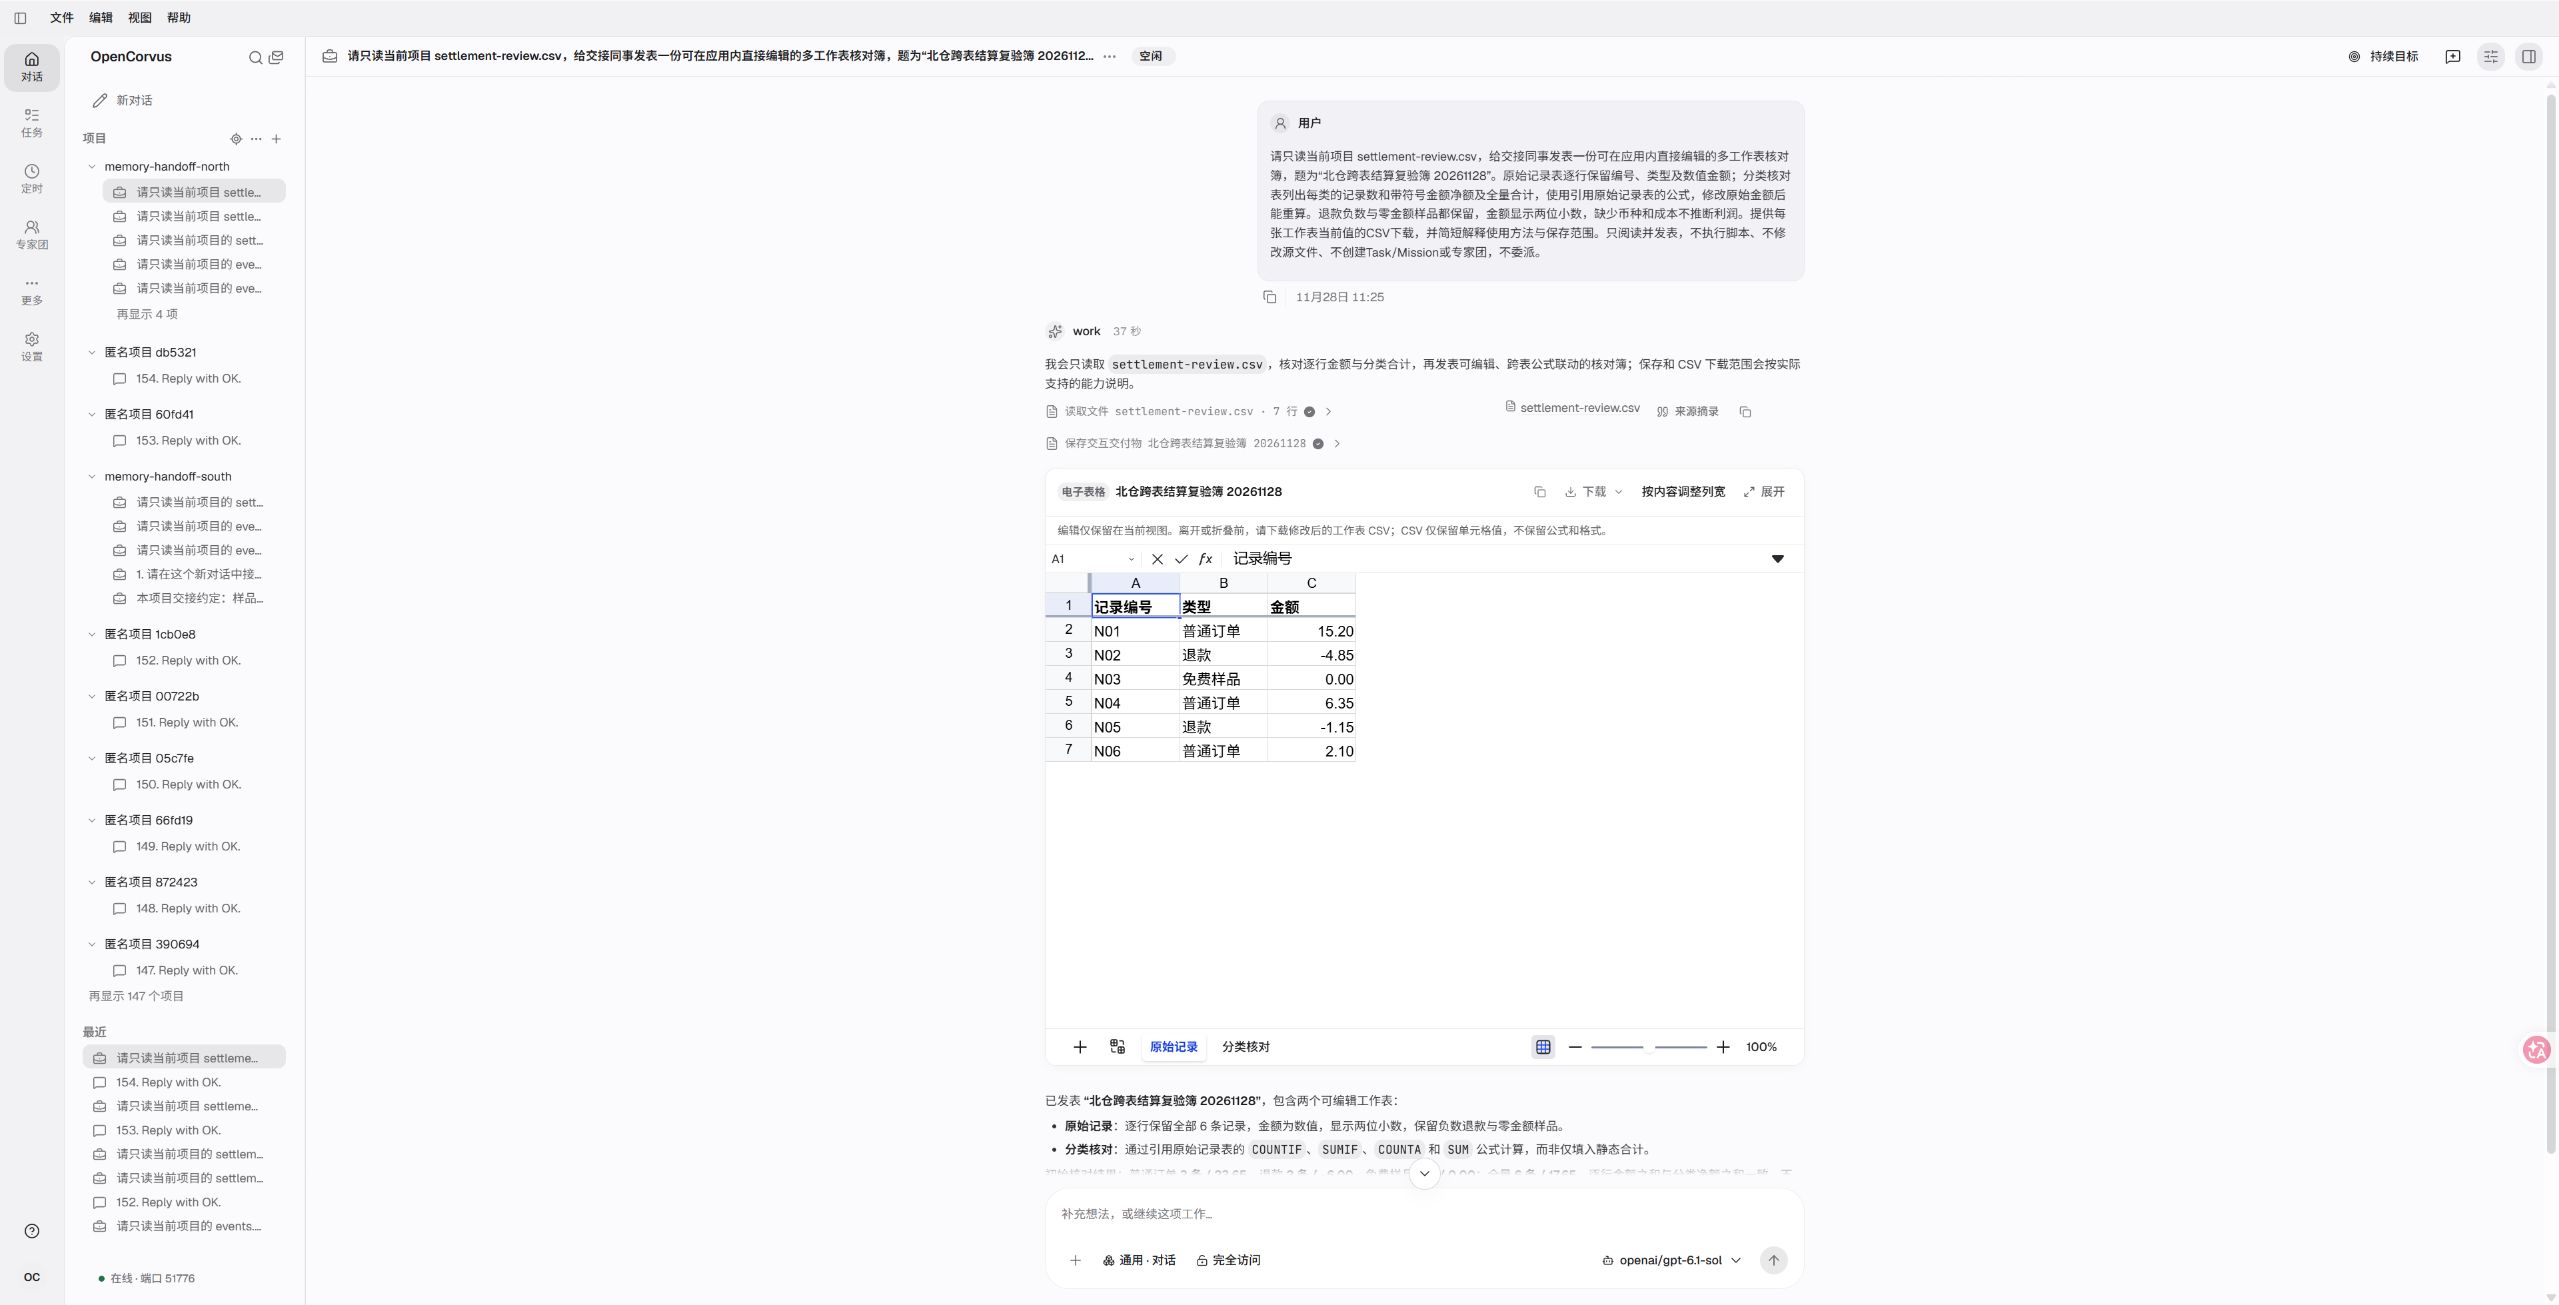 文件 编辑 视图 帮助
对话
任务
定时
专家团
更多
设置
OC
OpenCorvus
新对话
项目
memory-handoff-north
请只读当前项目 settle...
请只读当前项目 settle...
请只读当前项目的 sett...
请只读当前项目的 eve...
请只读当前项目的 eve...
再显示 4 项
匿名项目 db5321
154. Reply with OK.
匿名项目 60fd41
153. Reply with OK.
memory-handoff-south
请只读当前项目的 sett...
请只读当前项目的 eve...
请只读当前项目的 eve...
1. 请在这个新对话中接...
本项目交接约定：样品...
匿名项目 1cb0e8
152. Reply with OK.
匿名项目 00722b
151. Reply with OK.
匿名项目 05c7fe
150. Reply with OK.
匿名项目 66fd19
149. Reply with OK.
匿名项目 872423
148. Reply with OK.
匿名项目 390694
147. Reply with OK.
再显示 147 个项目
最近
请只读当前项目 settleme...
154. Reply with OK.
请只读当前项目 settleme...
153. Reply with OK.
请只读当前项目的 settlem...
请只读当前项目的 settlem...
152. Reply with OK.
请只读当前项目的 events....
在线 · 端口 51776
请只读当前项目 settlement-review.csv，给交接同事发表一份可在应用内直接编辑的多工作表核对簿，题为“北仓跨表结算复验簿 2026112... ··· 空闲
持续目标
用户
请只读当前项目 settlement-review.csv，给交接同事发表一份可在应用内直接编辑的多工作表核对
簿，题为“北仓跨表结算复验簿 20261128”。原始记录表逐行保留编号、类型及数值金额；分类核对
表列出每类的记录数和带符号金额净额及全量合计，使用引用原始记录表的公式，修改原始金额后
能重算。退款负数与零金额样品都保留，金额显示两位小数，缺少币种和成本不推断利润。提供每
张工作表当前值的CSV下载，并简短解释使用方法与保存范围。只阅读并发表，不执行脚本、不修
改源文件、不创建Task/Mission或专家团，不委派。
11月28日 11:25
work 37 秒
我会只读取 settlement-review.csv，核对逐行金额与分类合计，再发表可编辑、跨表公式联动的核对簿；保存和 CSV 下载范围会按实际
支持的能力说明。
读取文件 settlement-review.csv · 7 行
settlement-review.csv 来源摘录
保存交互交付物 北仓跨表结算复验簿 20261128
电子表格 北仓跨表结算复验簿 20261128 下载 按内容调整列宽 展开
编辑仅保留在当前视图。离开或折叠前，请下载修改后的工作表 CSV；CSV 仅保留单元格值，不保留公式和格式。
A1 fx 记录编号
A B C
1 记录编号 类型 金额
2 N01 普通订单 15.20
3 N02 退款 -4.85
4 N03 免费样品 0.00
5 N04 普通订单 6.35
6 N05 退款 -1.15
7 N06 普通订单 2.10
原始记录 分类核对 100%
已发表 “北仓跨表结算复验簿 20261128”，包含两个可编辑工作表：
• 原始记录：逐行保留全部 6 条记录，金额为数值，显示两位小数，保留负数退款与零金额样品。
• 分类核对：通过引用原始记录表的 COUNTIF、SUMIF、COUNTA 和 SUM 公式计算，而非仅填入静态合计。
补充想法，或继续这项工作...
通用 · 对话 完全访问 openai/gpt-6.1-sol